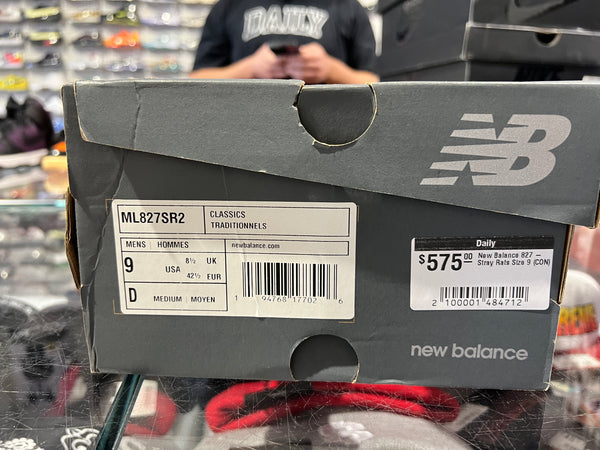 DAILY
NB
ML827SR2
CLASSICS
TRADITIONNELS
MENS HOMMES
newbalance.com
9
8½ UK
USA 42½ EUR
D
MEDIUM MOYEN
1 94768 17702 6
Daily
$575.00
New Balance 827 –
Stray Rats Size 9 (CON)
2 100001 484712
new balance